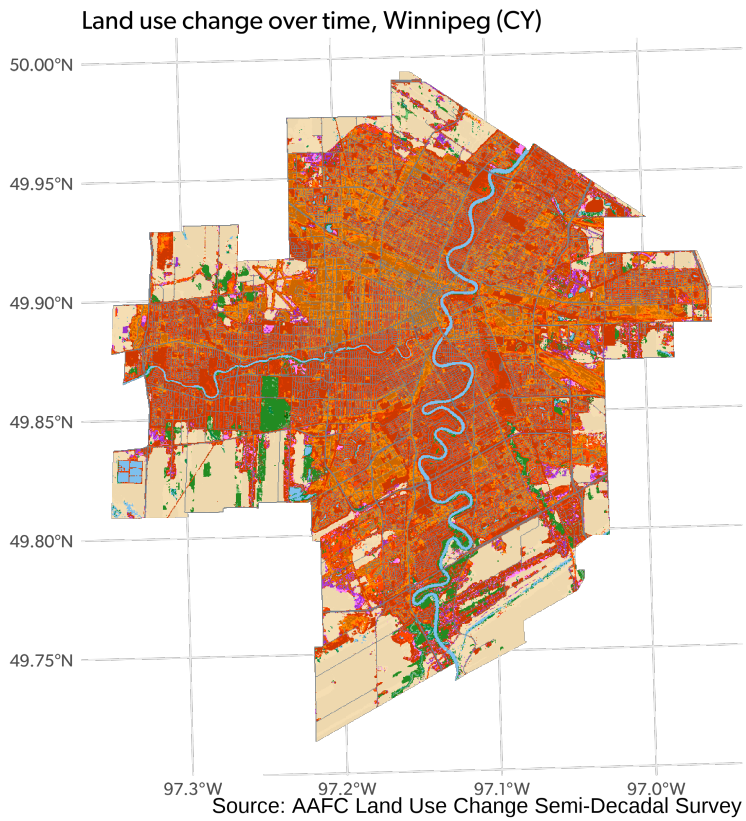 Land use change over time, Winnipeg (CY)
50.00°N
49.95°N
49.90°N
49.85°N
49.80°N
49.75°N
97.3°W 97.2°W 97.1°W 97.0°W
Source: AAFC Land Use Change Semi-Decadal Survey